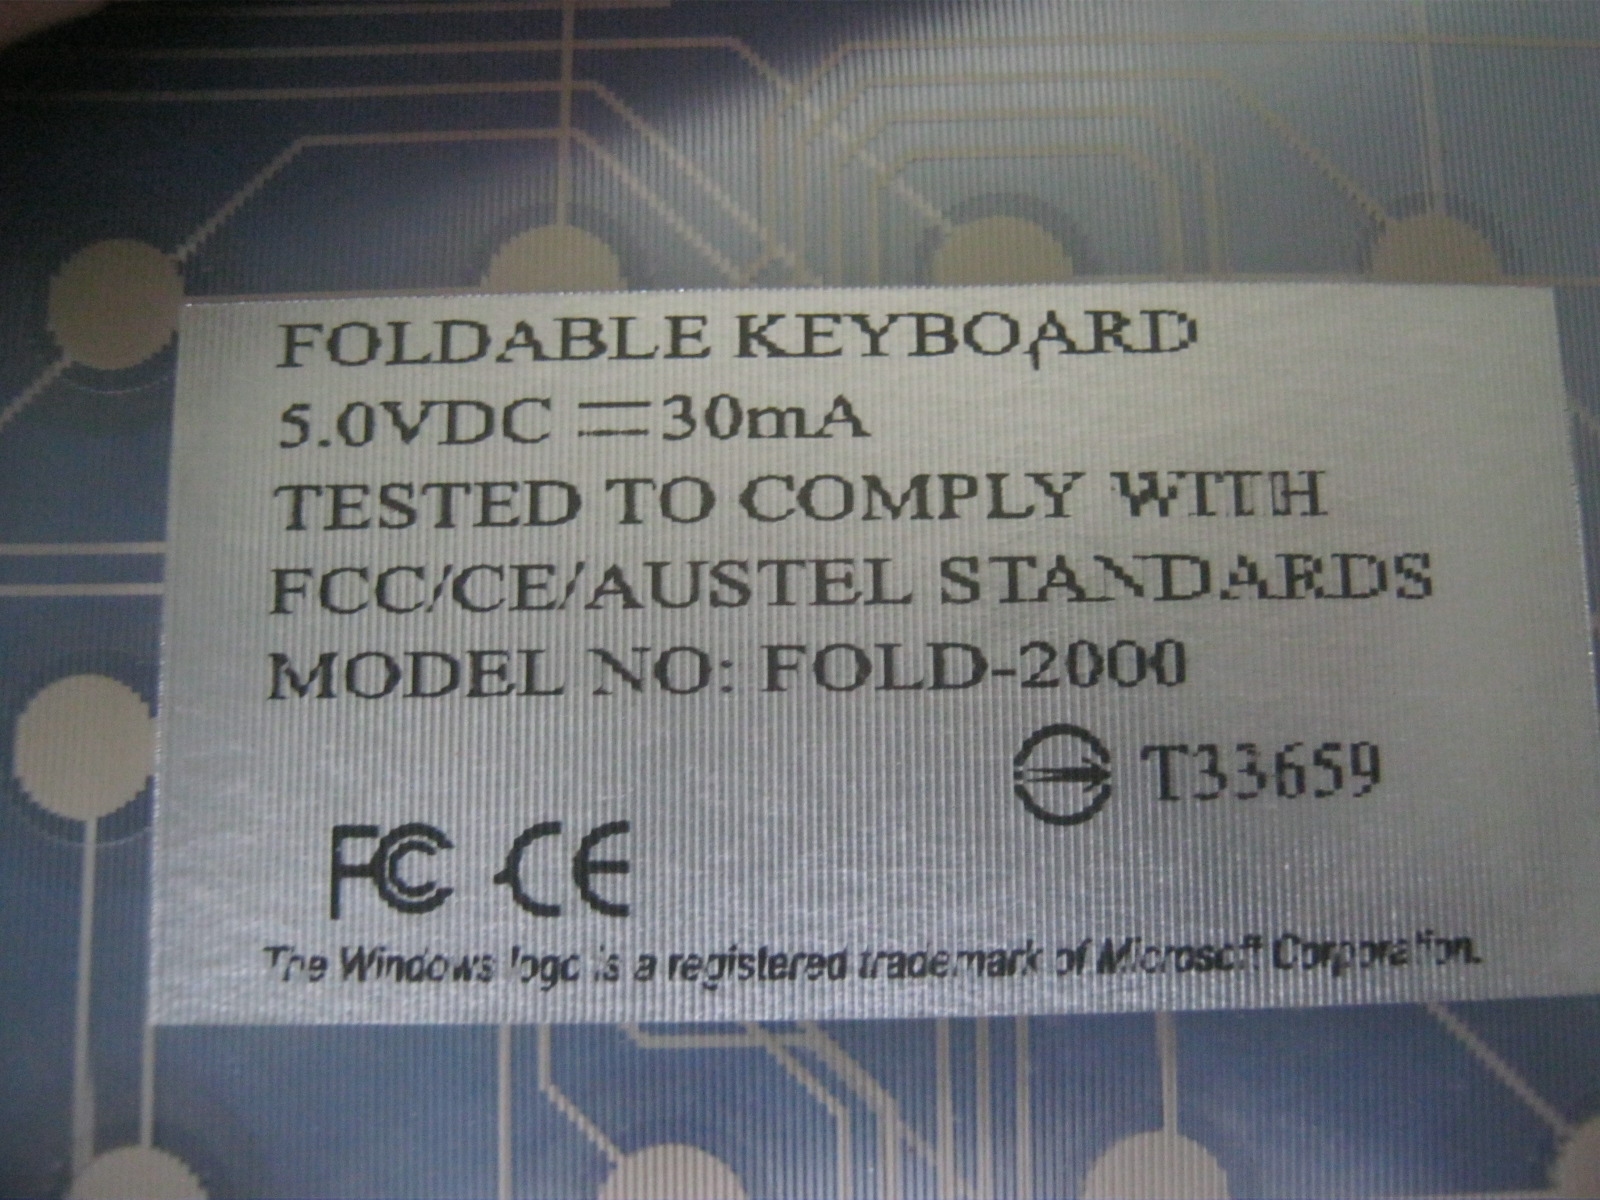 FOLDABLE KEYBOARD
5.0VDC ⎓30mA
TESTED TO COMPLY WITH
FCC/CE/AUSTEL STANDARDS
MODEL NO: FOLD-2000
T33659
FC CE
The Windows logo is a registered trademark of Microsoft Corporation.